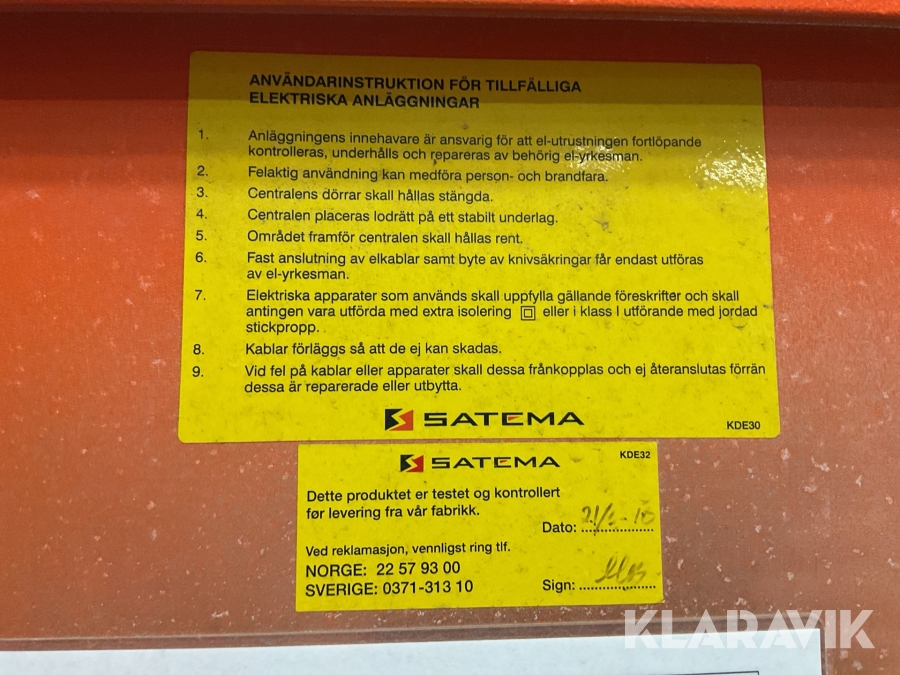 ANVÄNDARINSTRUKTION FÖR TILLFÄLLIGA
ELEKTRISKA ANLÄGGNINGAR
1. Anläggningens innehavare är ansvarig för att el-utrustningen fortlöpande
kontrolleras, underhålls och repareras av behörig el-yrkesman.
2. Felaktig användning kan medföra person- och brandfara.
3. Centralens dörrar skall hållas stängda.
4. Centralen placeras lodrätt på ett stabilt underlag.
5. Området framför centralen skall hållas rent.
6. Fast anslutning av elkablar samt byte av knivsäkringar får endast utföras
av el-yrkesman.
7. Elektriska apparater som används skall uppfylla gällande föreskrifter och skall
antingen vara utförda med extra isolering eller i klass I utförande med jordad
stickpropp.
8. Kablar förläggs så att de ej kan skadas.
9. Vid fel på kablar eller apparater skall dessa frånkopplas och ej återanslutas förrän
dessa är reparerade eller utbytta.
SATEMA
KDE30
SATEMA
KDE32
Dette produktet er testet og kontrollert
før levering fra vår fabrikk.
Dato:
Ved reklamasjon, vennligst ring tlf.
NORGE: 22 57 93 00
SVERIGE: 0371-313 10
Sign:
KLARAVIK